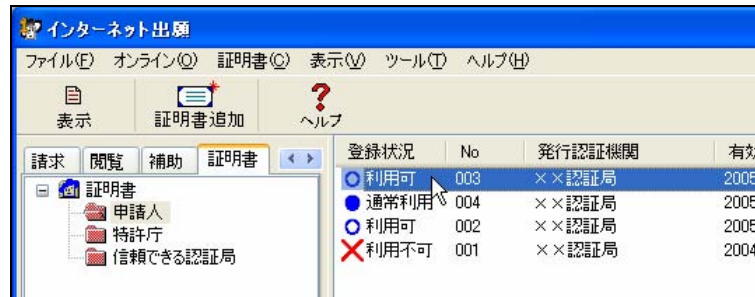 インターネット出願
ファイル(F) オンライン(O) 証明書(C) 表示(V) ツール(T) ヘルプ(H)
表示 証明書追加 ヘルプ
請求 閲覧 補助 証明書
証明書
申請人
特許庁
信頼できる認証局
登録状況 No 発行認証機関 有効
利用可 003 ××認証局 2005
通常利用 004 ××認証局 2005
利用可 002 ××認証局 2005
利用不可 001 ××認証局 2004